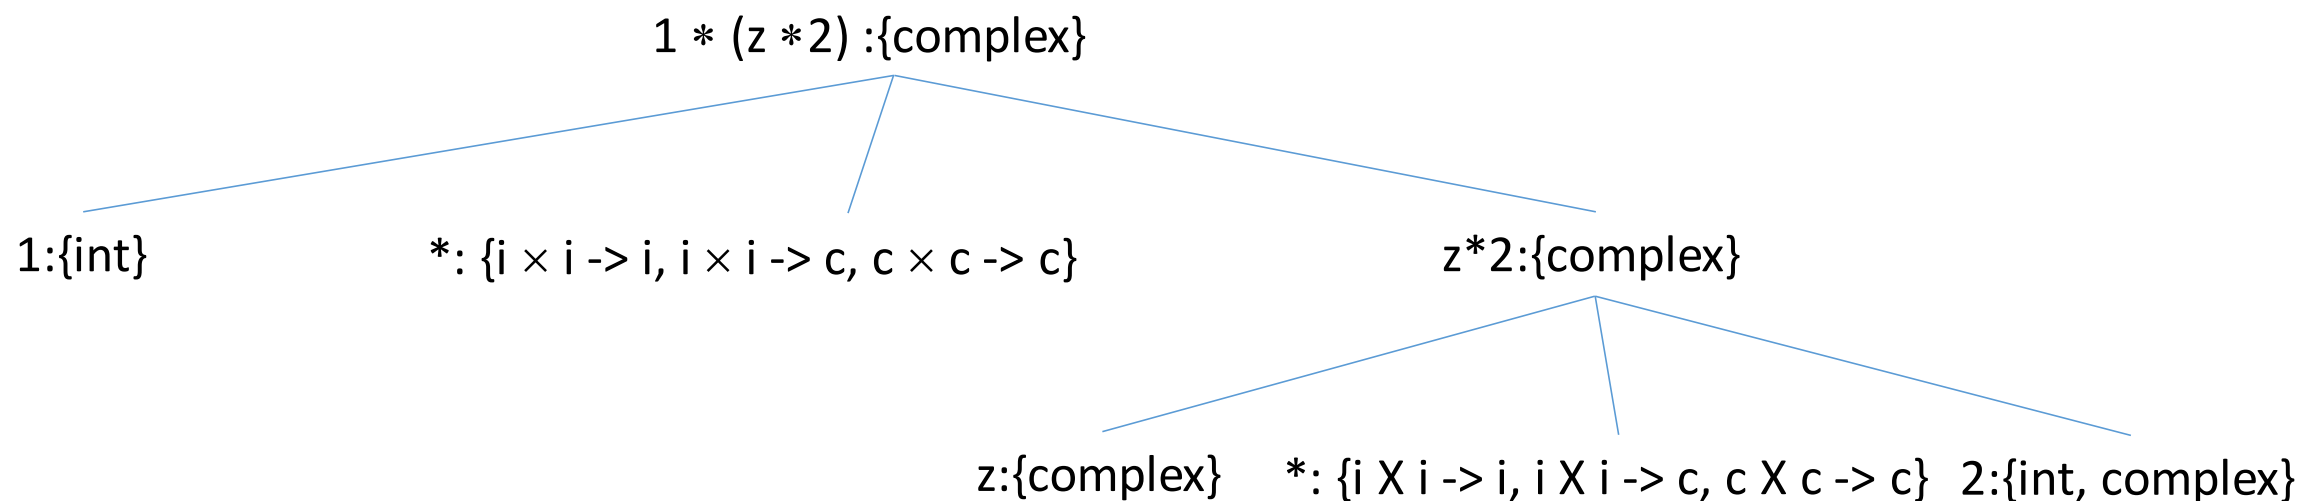 1 * (z *2) :{complex}
1:{int}
*: {i × i -> i, i × i -> c, c × c -> c}
z*2:{complex}
z:{complex}
*: {i X i -> i, i X i -> c, c X c -> c}
2:{int, complex}